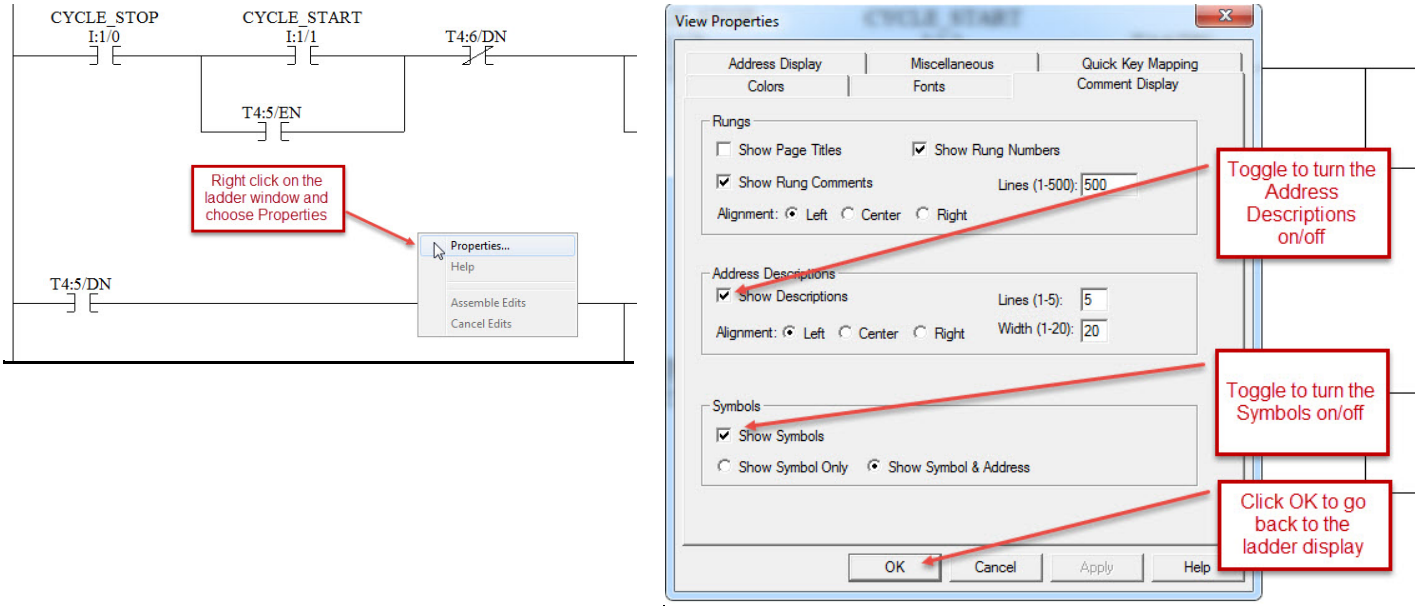 CYCLE_STOP
I:1/0
CYCLE_START
I:1/1
T4:6/DN
T4:5/EN
Right click on the
ladder window and
choose Properties
Properties...
Help
Assemble Edits
Cancel Edits
T4:5/DN
View Properties
CYCLE_START
Address Display
Miscellaneous
Quick Key Mapping
Colors
Fonts
Comment Display
Rungs
Show Page Titles
Show Rung Numbers
Show Rung Comments
Lines (1-500): 500
Alignment: Left Center Right
Address Descriptions
Show Descriptions
Lines (1-5): 5
Alignment: Left Center Right
Width (1-20): 20
Symbols
Show Symbols
Show Symbol Only Show Symbol & Address
OK
Cancel
Apply
Help
Toggle to turn the
Address
Descriptions
on/off
Toggle to turn the
Symbols on/off
Click OK to go
back to the
ladder display